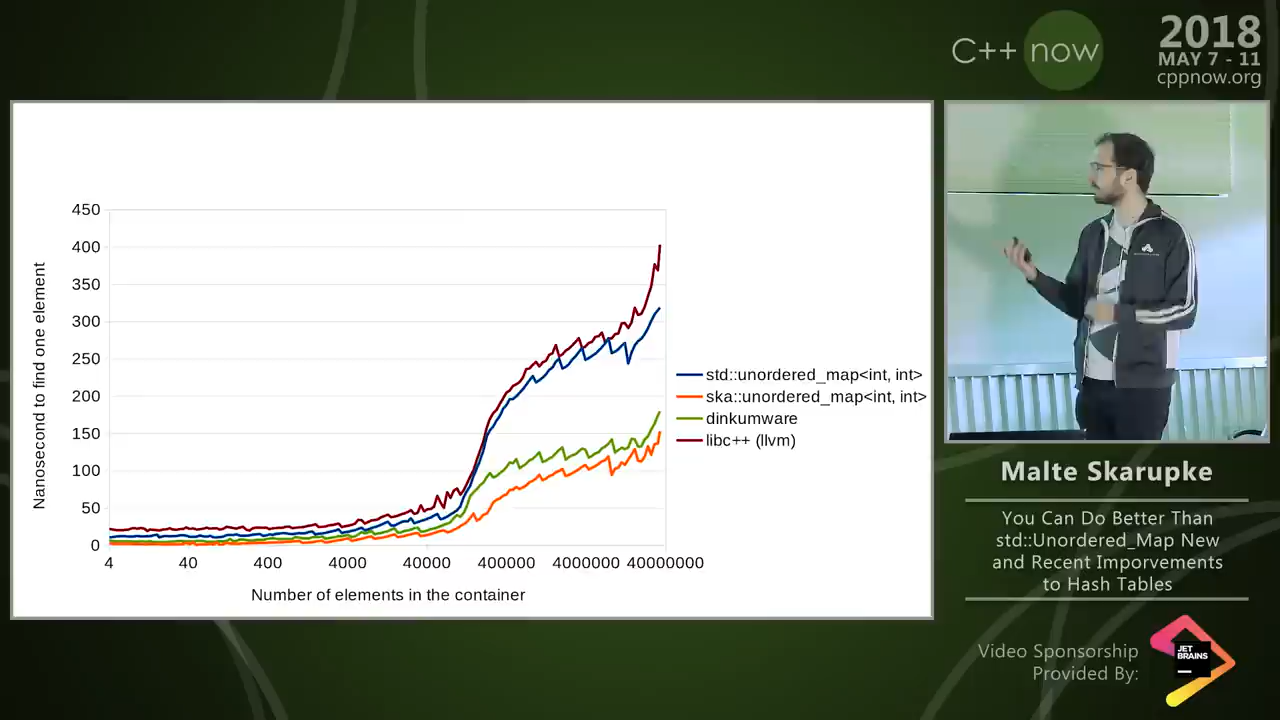 C++ now
2018
MAY 7 - 11
cppnow.org
450
400
350
300
250
200
150
100
50
0
Nanosecond to find one element
4 40 400 4000 40000 400000 4000000 40000000
Number of elements in the container
std::unordered_map<int, int>
ska::unordered_map<int, int>
dinkumware
libc++ (llvm)
Malte Skarupke
You Can Do Better Than
std::Unordered_Map New
and Recent Imporvements
to Hash Tables
Video Sponsorship
Provided By:
JET
BRAINS